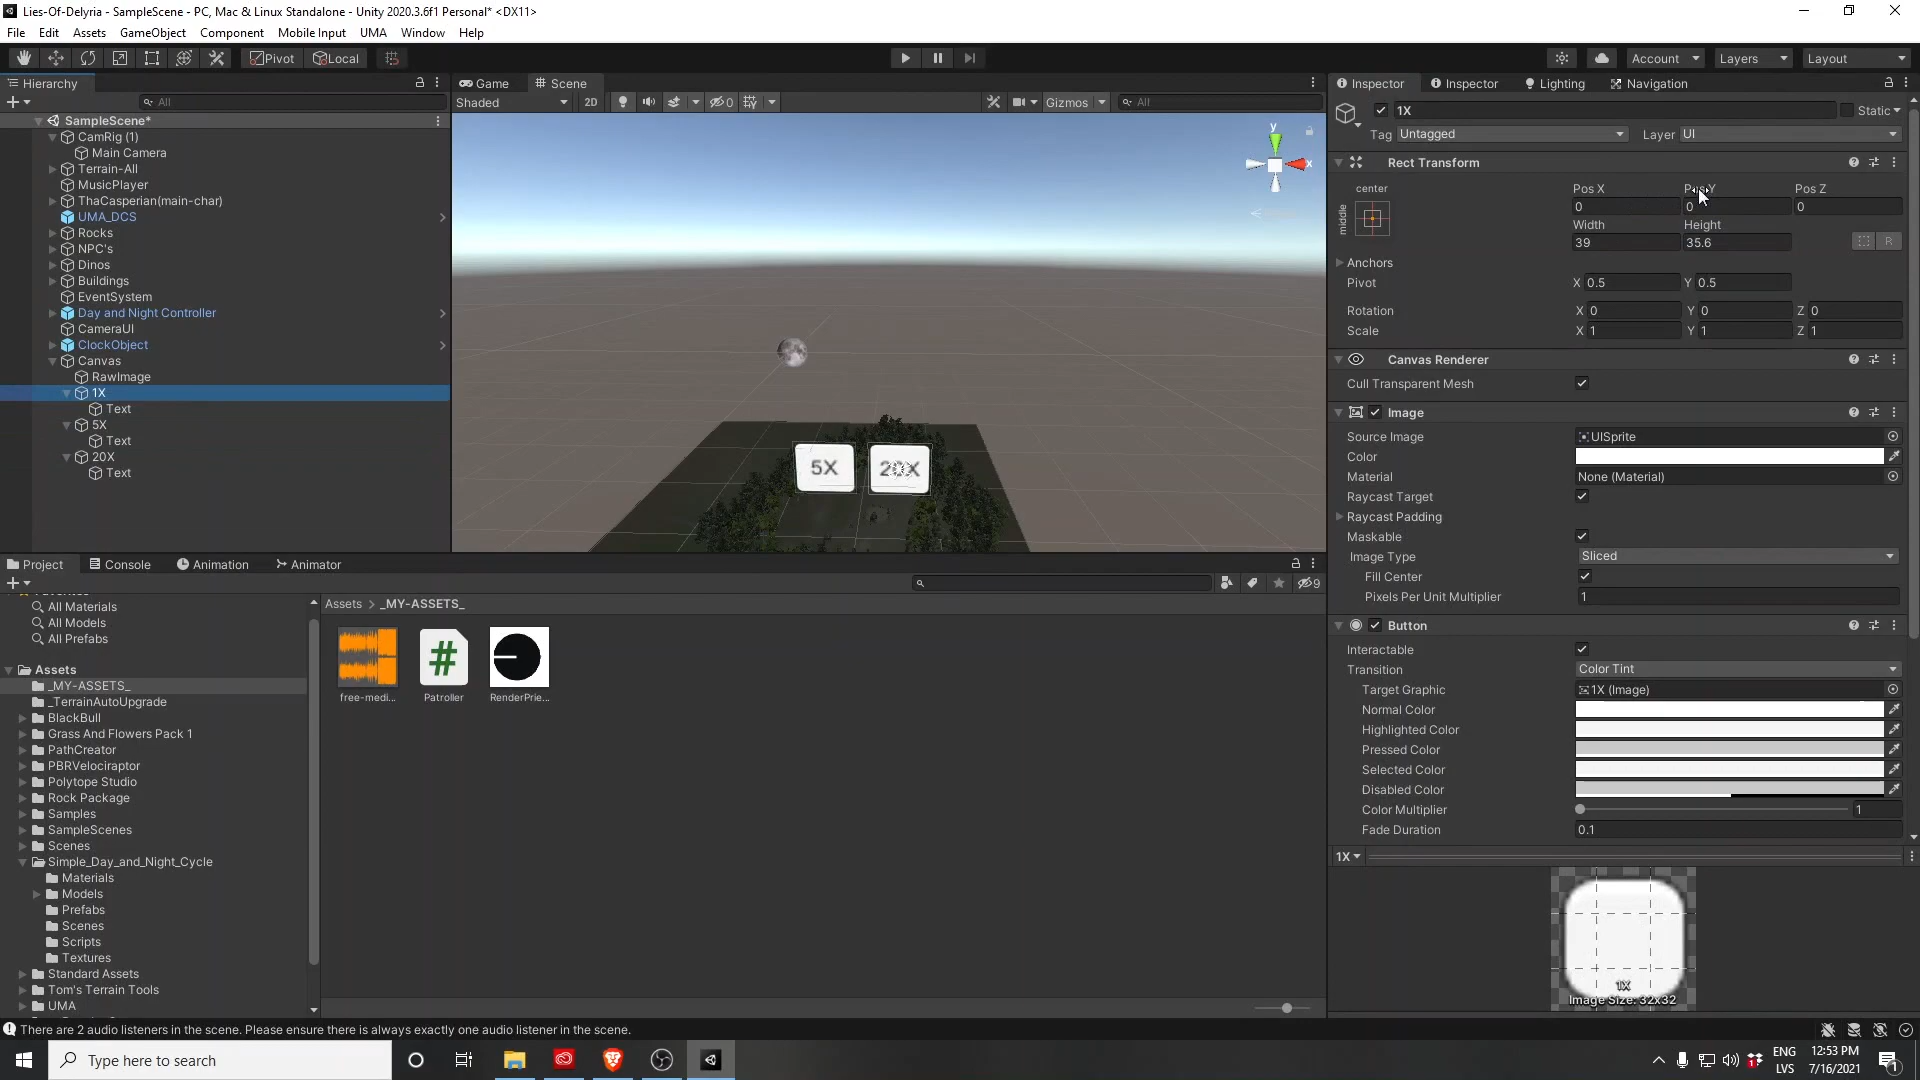 Lies-Of-Delyria - SampleScene - PC, Mac & Linux Standalone - Unity 2020.3.6f1 Personal* <DX11>
File Edit Assets GameObject Component Mobile Input UMA Window Help
Pivot Local Account Layers Layout
Hierarchy
All
SampleScene*
CamRig (1)
Main Camera
Terrain-All
MusicPlayer
ThaCasperian(main-char)
UMA_DCS
Rocks
NPC's
Dinos
Buildings
EventSystem
Day and Night Controller
CameraUI
ClockObject
Canvas
RawImage
1X
Text
5X
Text
20X
Text
Game Scene
Shaded 2D 0 Gizmos All
y
x
5X
Inspector Inspector Lighting Navigation
1X Static
Tag Untagged Layer UI
Rect Transform
center
middle
Pos X Pos Y Pos Z
0 0 0
Width Height
39 35.6
R
Anchors
Pivot X 0.5 Y 0.5
Rotation X 0 Y 0 Z 0
Scale X 1 Y 1 Z 1
Canvas Renderer
Cull Transparent Mesh
Image
Source Image UISprite
Color
Material None (Material)
Raycast Target
Raycast Padding
Maskable
Image Type Sliced
Fill Center
Pixels Per Unit Multiplier 1
Button
Interactable
Transition Color Tint
Target Graphic 1X (Image)
Normal Color
Highlighted Color
Pressed Color
Selected Color
Disabled Color
Color Multiplier 1
Fade Duration 0.1
1X
1X
Image Size: 32x32
Project Console Animation Animator
9
All Materials
All Models
All Prefabs
Assets
_MY-ASSETS_
_TerrainAutoUpgrade
BlackBull
Grass And Flowers Pack 1
PathCreator
PBRVelociraptor
Polytope Studio
Rock Package
Samples
SampleScenes
Scenes
Simple_Day_and_Night_Cycle
Materials
Models
Prefabs
Scenes
Scripts
Textures
Standard Assets
Tom's Terrain Tools
UMA
Assets > _MY-ASSETS_
#
free-medi... Patroller RenderPrie...
There are 2 audio listeners in the scene. Please ensure there is always exactly one audio listener in the scene.
Type here to search
ENG
LVS
12:53 PM
7/16/2021
1